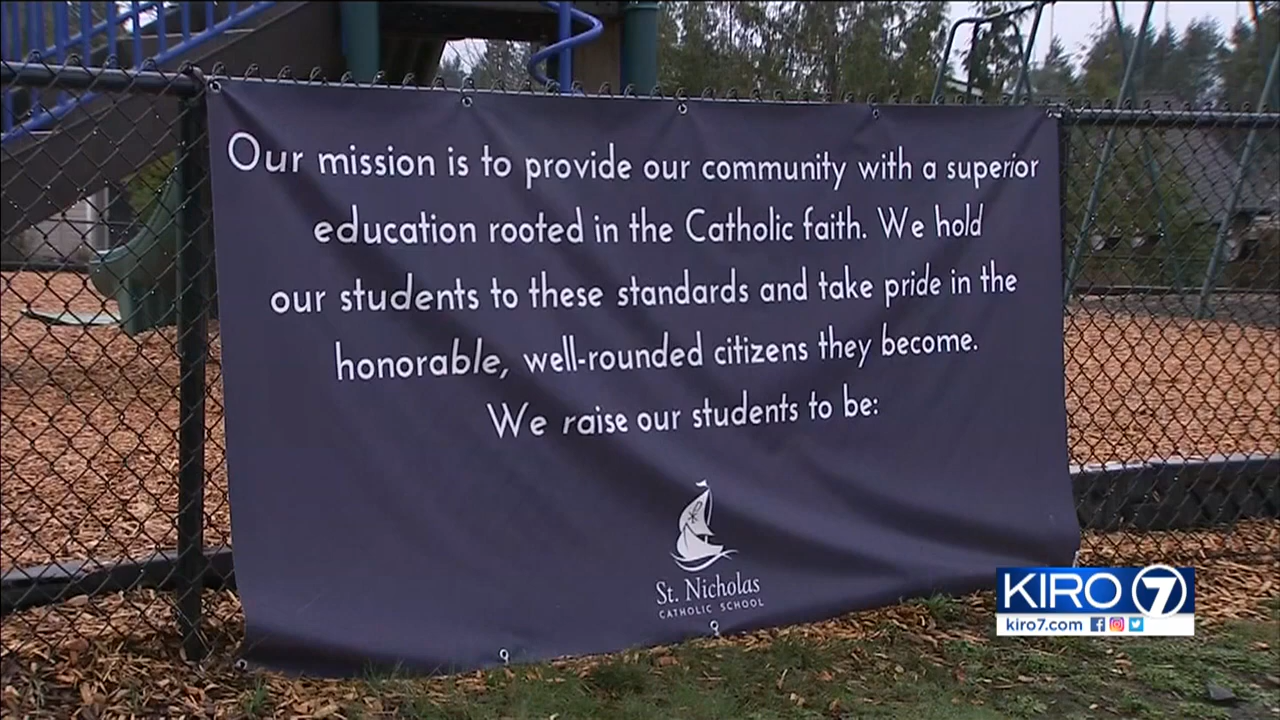 Our mission is to provide our community with a superior
education rooted in the Catholic faith. We hold
our students to these standards and take pride in the
honorable, well-rounded citizens they become.
We raise our students to be:
St. Nicholas
CATHOLIC SCHOOL
KIRO 7
kiro7.com